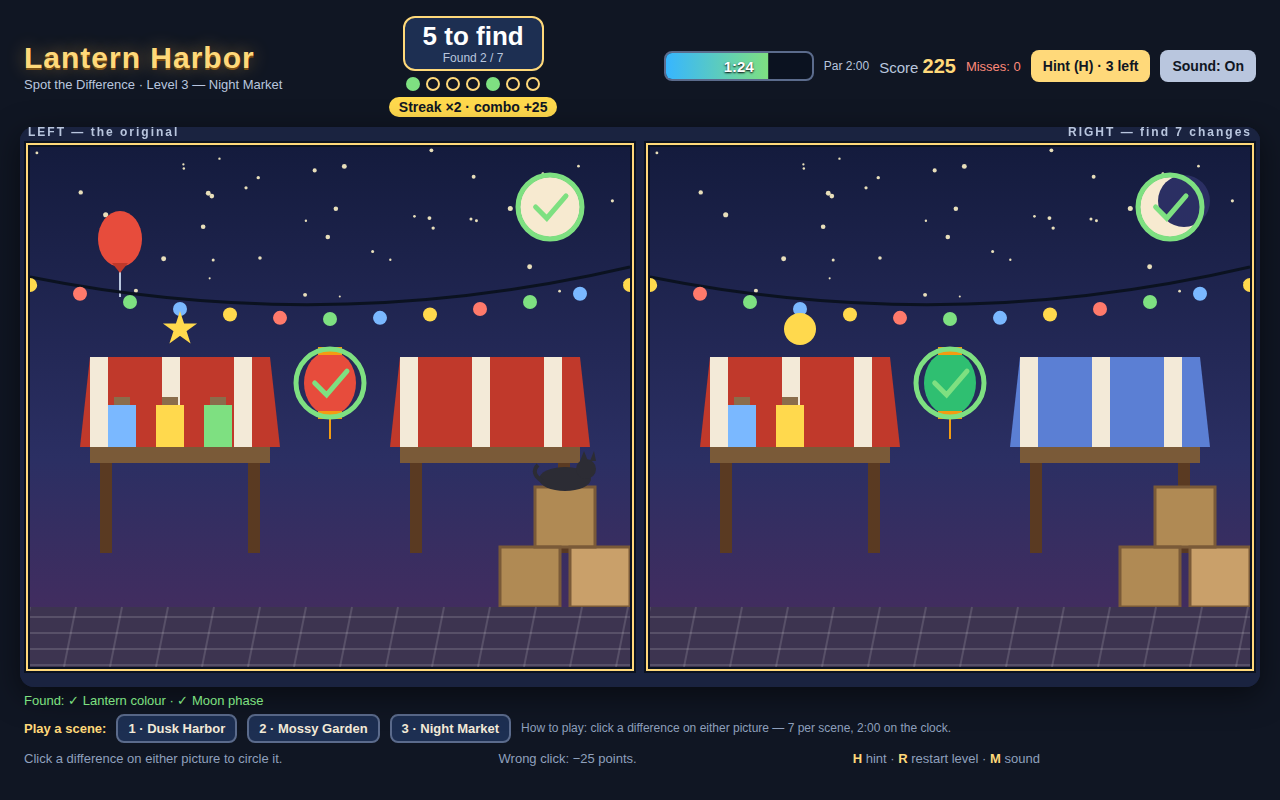 Lantern Harbor
Spot the Difference · Level 3 — Night Market
5 to find
Found 2 / 7
Streak ×2 · combo +25
1:24
Par 2:00
Score 225
Misses: 0
Hint (H) · 3 left
Sound: On
LEFT — the original
RIGHT — find 7 changes
Found: ✓ Lantern colour · ✓ Moon phase
Play a scene:
1 · Dusk Harbor
2 · Mossy Garden
3 · Night Market
How to play: click a difference on either picture — 7 per scene, 2:00 on the clock.
Click a difference on either picture to circle it.
Wrong click: −25 points.
H hint · R restart level · M sound